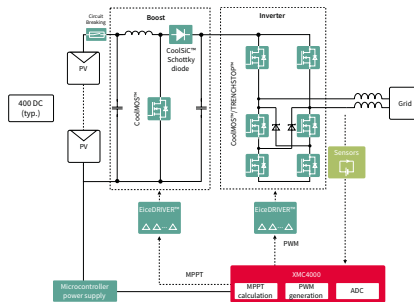 Circuit
Breaking
Boost
Inverter
CoolSiC™
Schottky
diode
PV
CoolMOS™
CoolMOS™/TRENCHSTOP™
400 DC
(typ.)
Grid
PV
Sensors
EiceDRIVER™
EiceDRIVER™
MPPT
PWM
Microcontroller
power supply
XMC4000
MPPT
calculation
PWM
generation
ADC